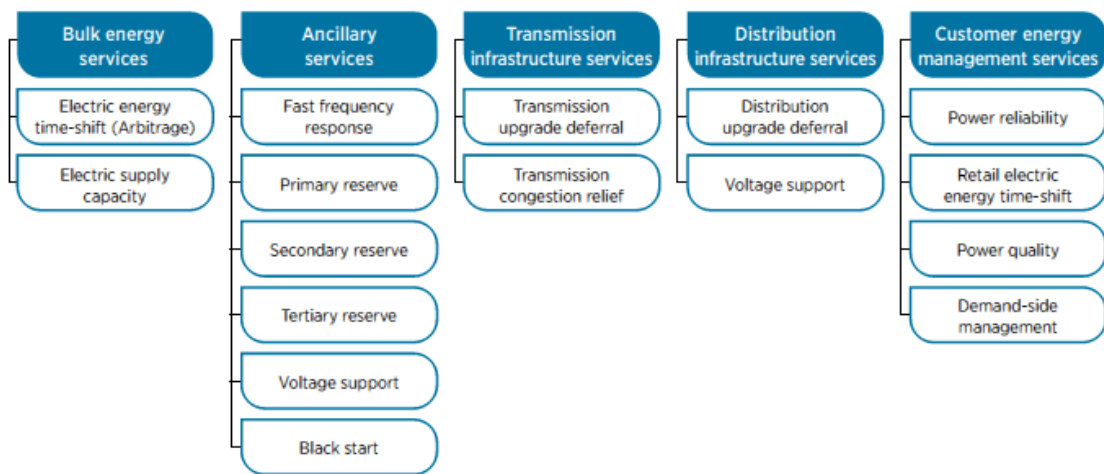 Bulk energy
services
Electric energy
time-shift (Arbitrage)
Electric supply
capacity
Ancillary
services
Fast frequency
response
Primary reserve
Secondary reserve
Tertiary reserve
Voltage support
Black start
Transmission
infrastructure services
Transmission
upgrade deferral
Transmission
congestion relief
Distribution
infrastructure services
Distribution
upgrade deferral
Voltage support
Customer energy
management services
Power reliability
Retail electric
energy time-shift
Power quality
Demand-side
management